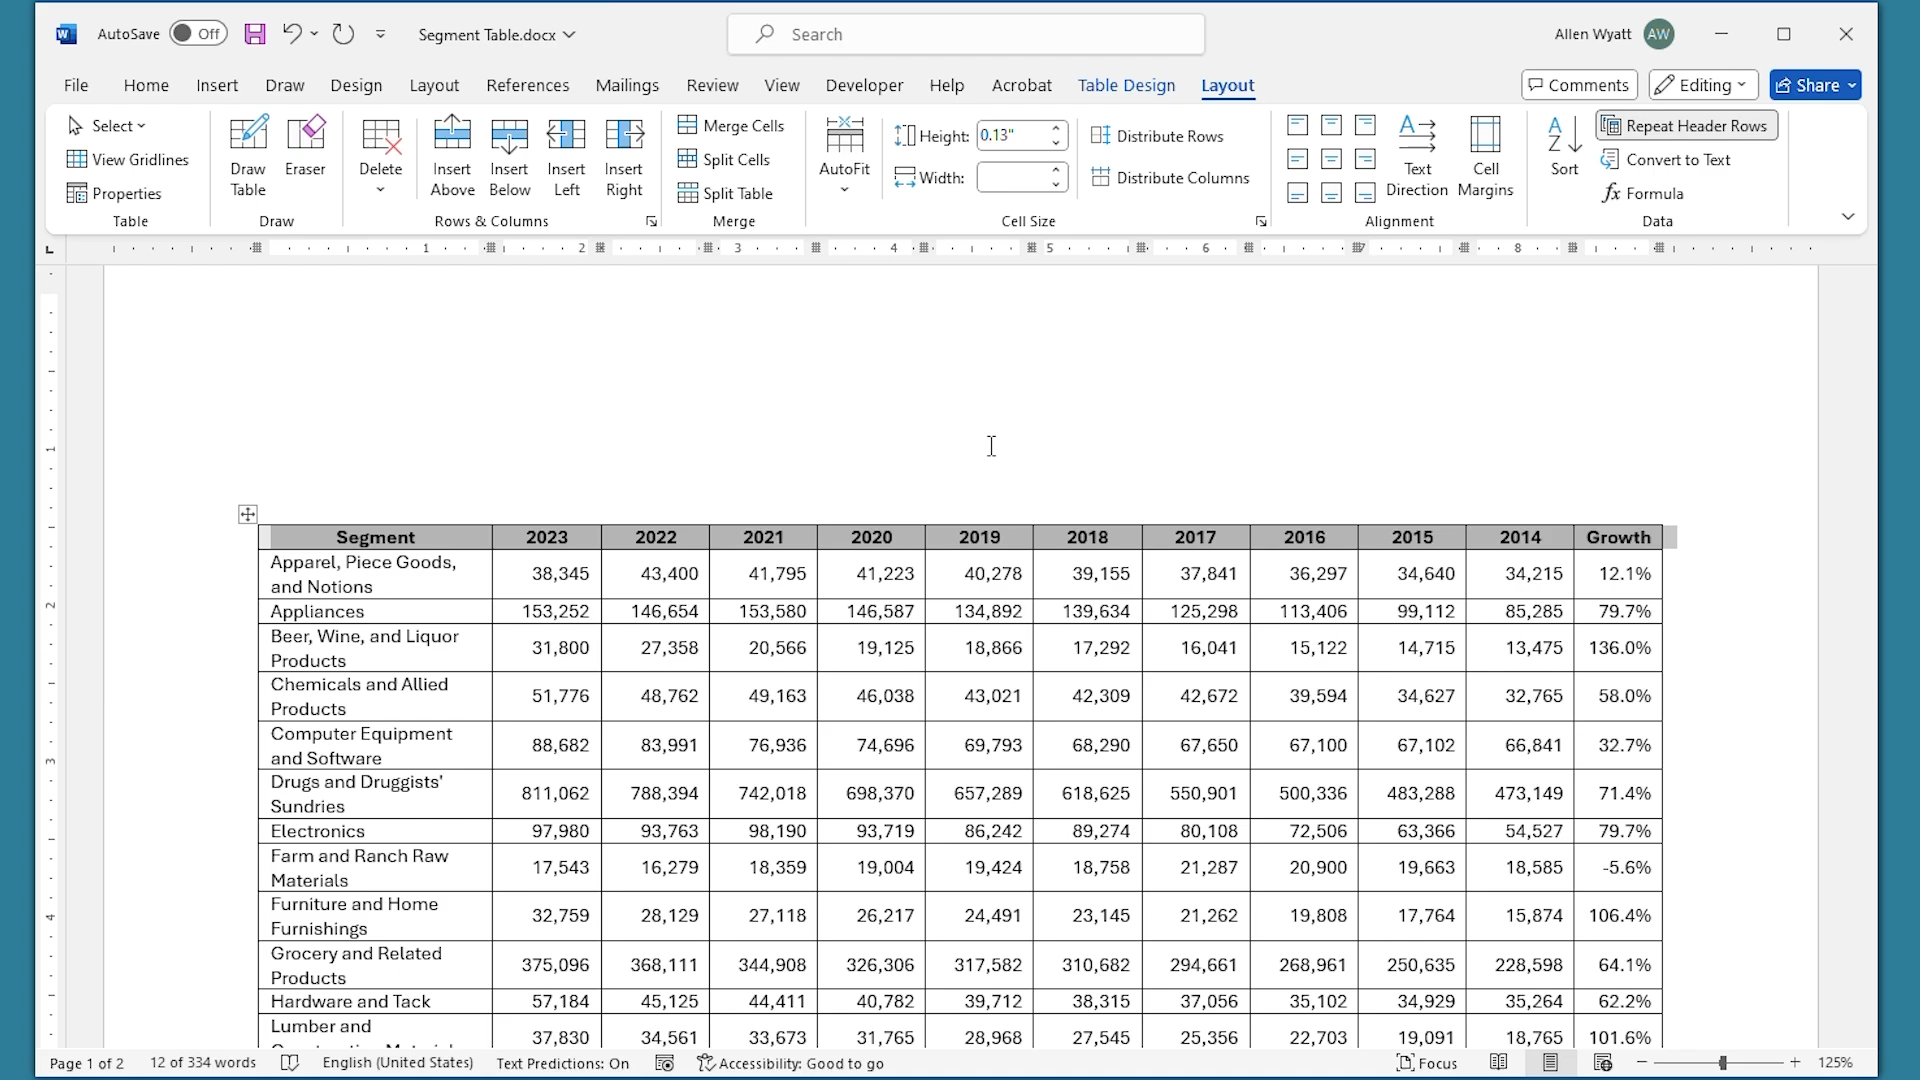 AutoSave Off Segment Table.docx Search Allen Wyatt AW
File Home Insert Draw Design Layout References Mailings Review View Developer Help Acrobat Table Design Layout Comments Editing Share
Select
View Gridlines
Properties
Table
Draw Table
Eraser
Draw
Delete
Insert Above
Insert Below
Insert Left
Insert Right
Rows & Columns
Merge Cells
Split Cells
Split Table
Merge
AutoFit
Height: 0.13"
Width:
Distribute Rows
Distribute Columns
Cell Size
Text Direction
Cell Margins
Alignment
A Z Sort
Repeat Header Rows
Convert to Text
fx Formula
Data
1 2 3 4 5 6 7 8
1
2
3
4
Segment 2023 2022 2021 2020 2019 2018 2017 2016 2015 2014 Growth
Apparel, Piece Goods, and Notions 38,345 43,400 41,795 41,223 40,278 39,155 37,841 36,297 34,640 34,215 12.1%
Appliances 153,252 146,654 153,580 146,587 134,892 139,634 125,298 113,406 99,112 85,285 79.7%
Beer, Wine, and Liquor Products 31,800 27,358 20,566 19,125 18,866 17,292 16,041 15,122 14,715 13,475 136.0%
Chemicals and Allied Products 51,776 48,762 49,163 46,038 43,021 42,309 42,672 39,594 34,627 32,765 58.0%
Computer Equipment and Software 88,682 83,991 76,936 74,696 69,793 68,290 67,650 67,100 67,102 66,841 32.7%
Drugs and Druggists' Sundries 811,062 788,394 742,018 698,370 657,289 618,625 550,901 500,336 483,288 473,149 71.4%
Electronics 97,980 93,763 98,190 93,719 86,242 89,274 80,108 72,506 63,366 54,527 79.7%
Farm and Ranch Raw Materials 17,543 16,279 18,359 19,004 19,424 18,758 21,287 20,900 19,663 18,585 -5.6%
Furniture and Home Furnishings 32,759 28,129 27,118 26,217 24,491 23,145 21,262 19,808 17,764 15,874 106.4%
Grocery and Related Products 375,096 368,111 344,908 326,306 317,582 310,682 294,661 268,961 250,635 228,598 64.1%
Hardware and Tack 57,184 45,125 44,411 40,782 39,712 38,315 37,056 35,102 34,929 35,264 62.2%
Lumber and 37,830 34,561 33,673 31,765 28,968 27,545 25,356 22,703 19,091 18,765 101.6%
Page 1 of 2 12 of 334 words English (United States) Text Predictions: On Accessibility: Good to go Focus 125%